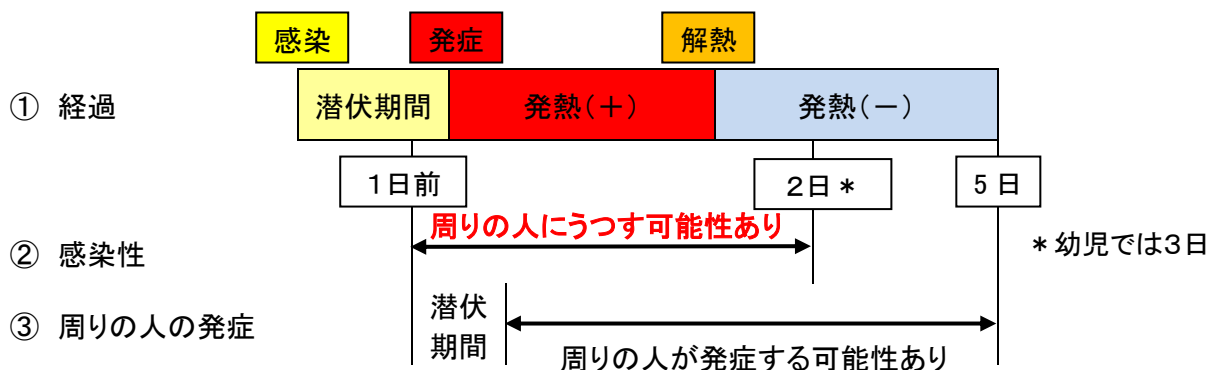 感染
発症
解熱
① 経過
潜伏期間
発熱（＋）
発熱（－）
１日前
２日＊
５日
周りの人にうつす可能性あり
② 感染性
＊幼児では３日
③ 周りの人の発症
潜伏
期間
周りの人が発症する可能性あり